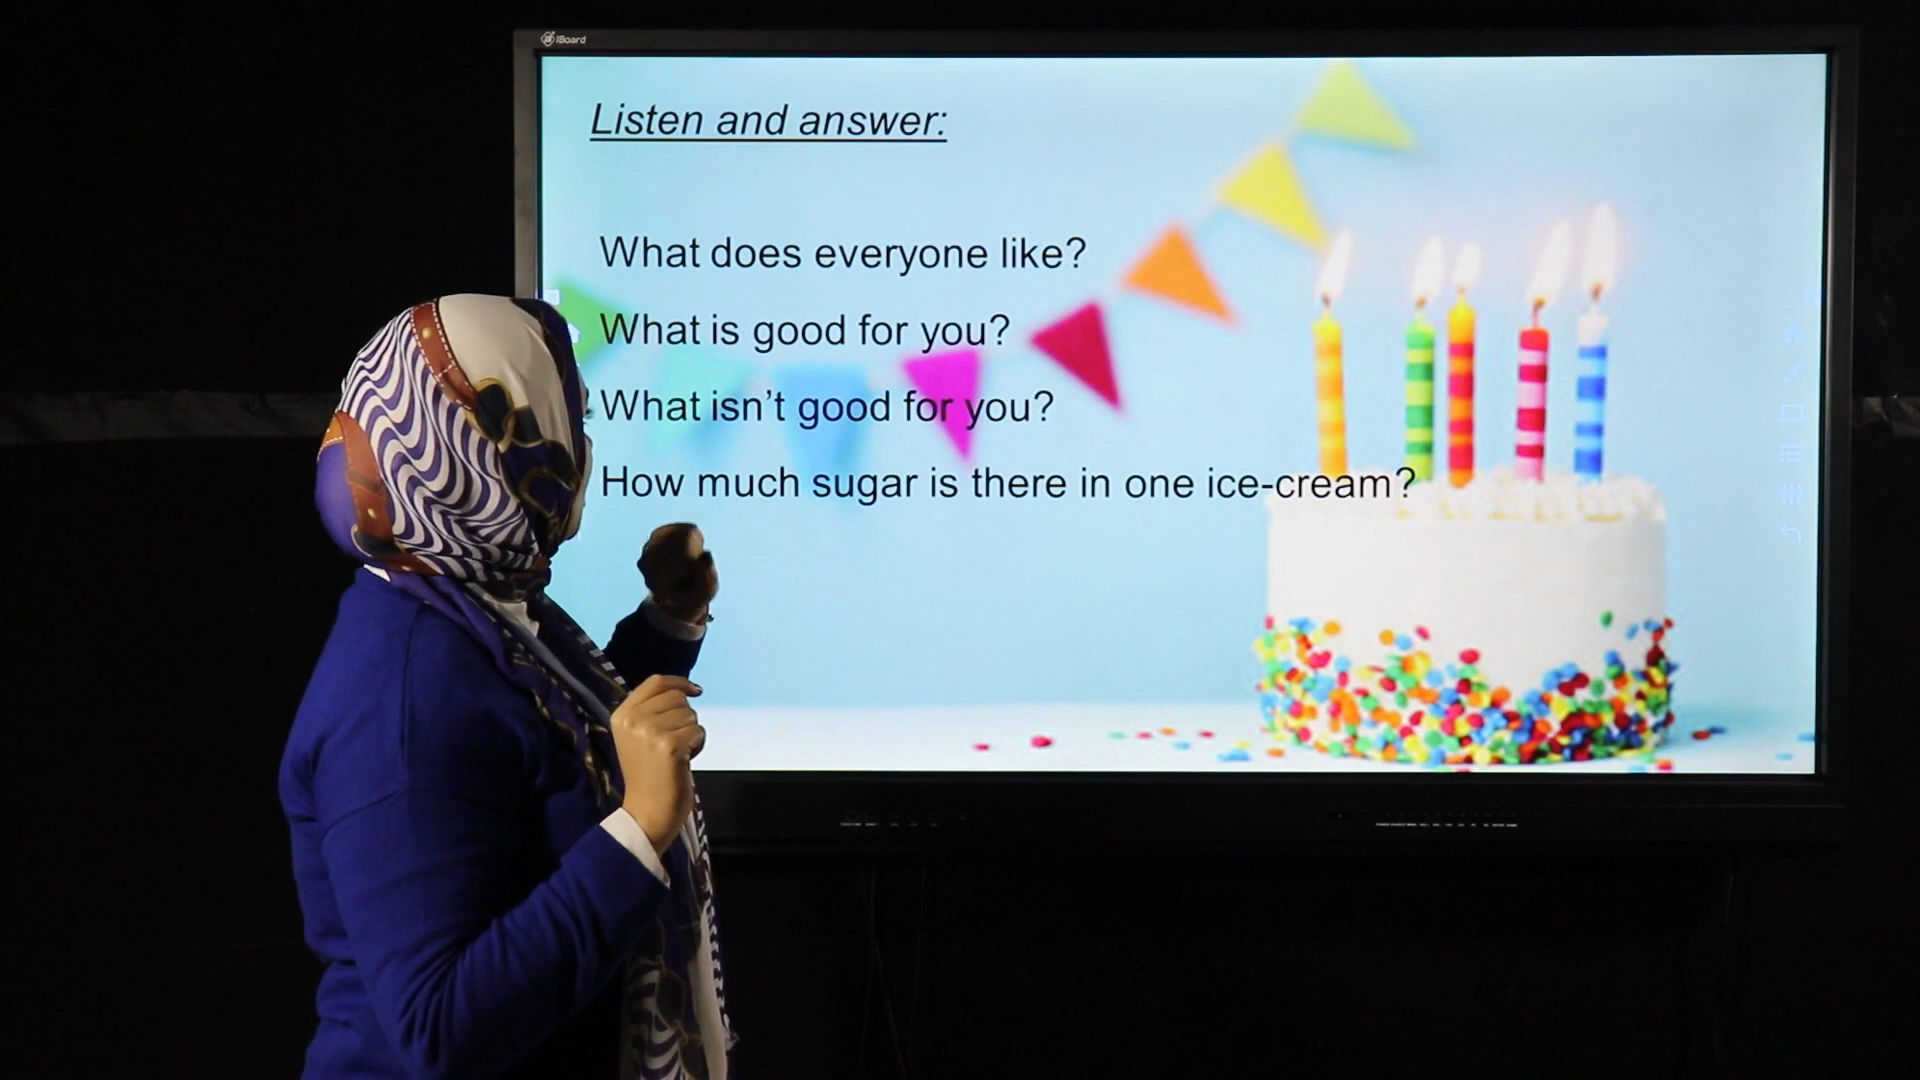 iBoard
Listen and answer:
What does everyone like?
What is good for you?
What isn't good for you?
How much sugar is there in one ice-cream?